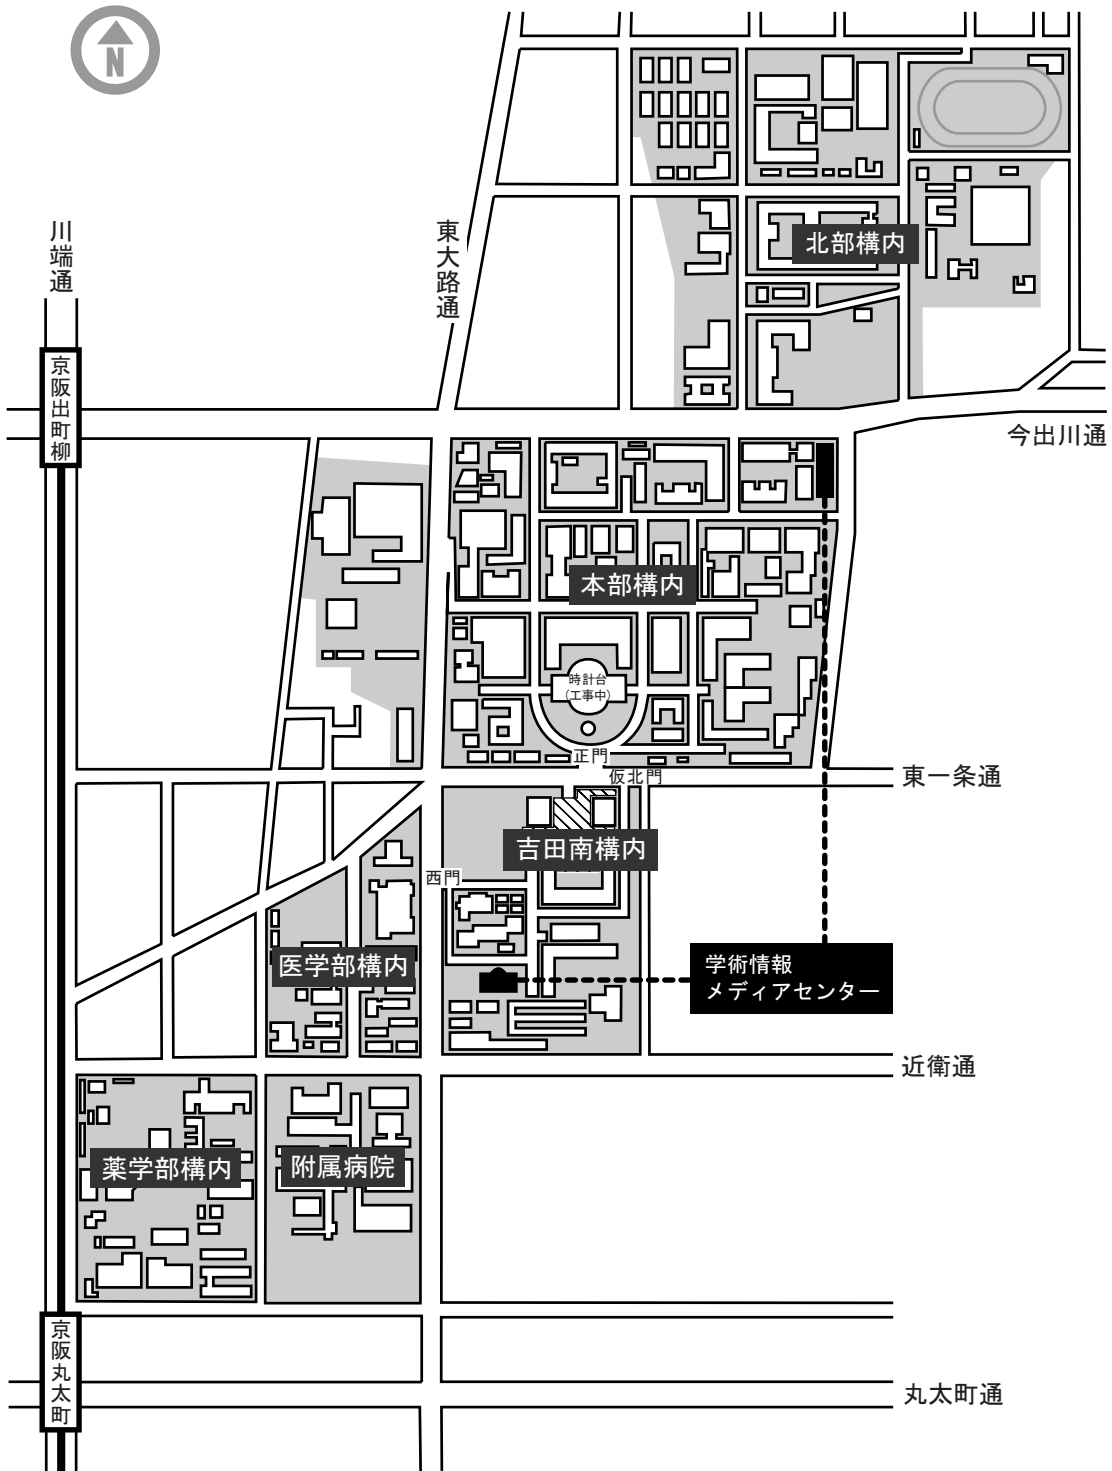 N
川端通
東大路通
北部構内
京阪出町柳
今出川通
本部構内
時計台
（工事中）
正門
仮北門
東一条通
吉田南構内
西門
学術情報
メディアセンター
医学部構内
近衛通
薬学部構内
附属病院
京阪丸太町
丸太町通